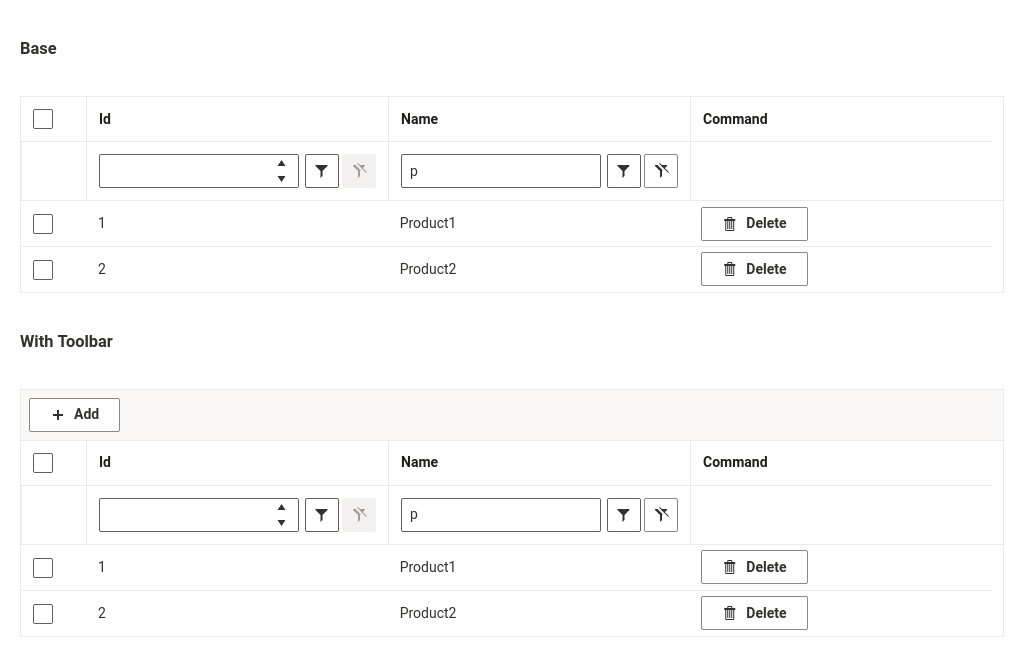 Base
Id Name Command
p
1 Product1 Delete
2 Product2 Delete
With Toolbar
Add
Id Name Command
p
1 Product1 Delete
2 Product2 Delete